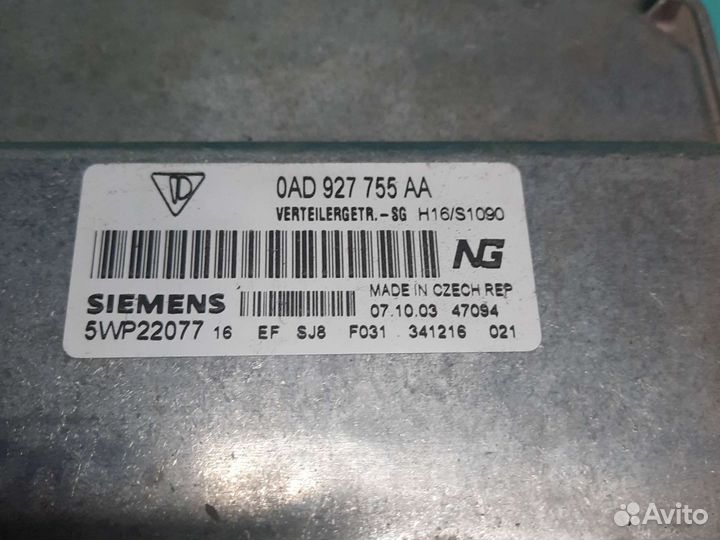 0AD 927 755 AA
VERTEILERGETR.-SG H16/S1090
NG
SIEMENS
MADE IN CZECH REP
07.10.03 47094
5WP22077 16 EF SJ8 F031 341216 021
Avito